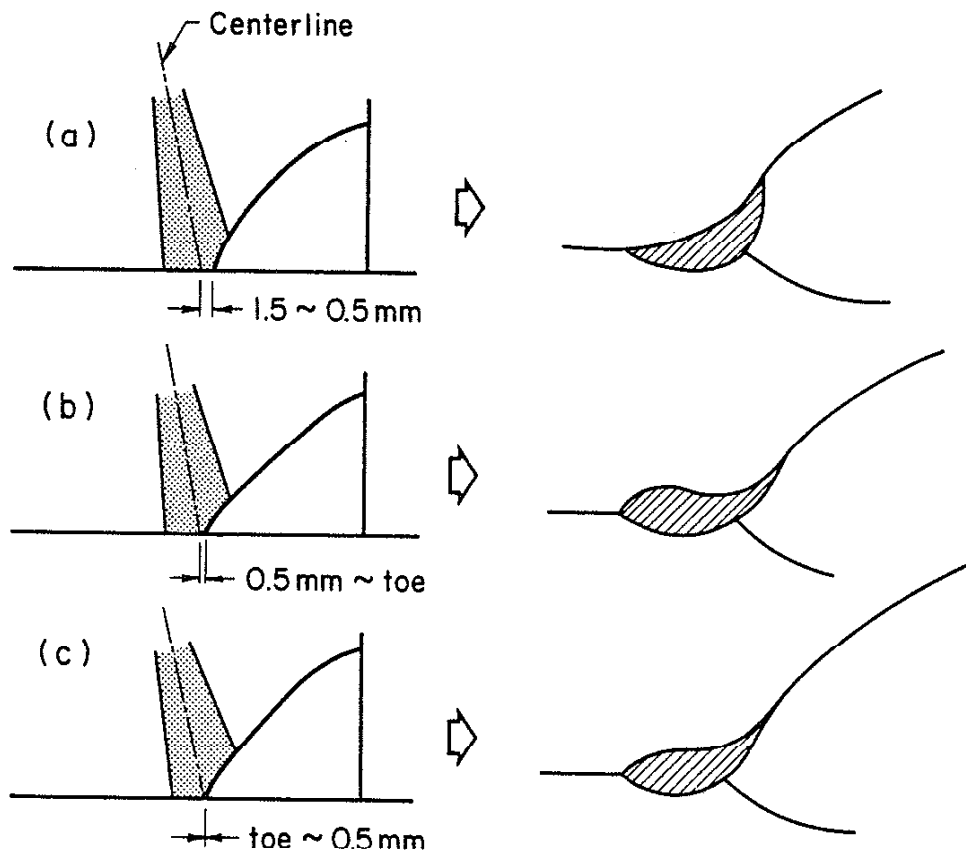 Centerline
(a)
1.5 ~ 0.5 mm
(b)
0.5 mm ~ toe
(c)
toe ~ 0.5 mm